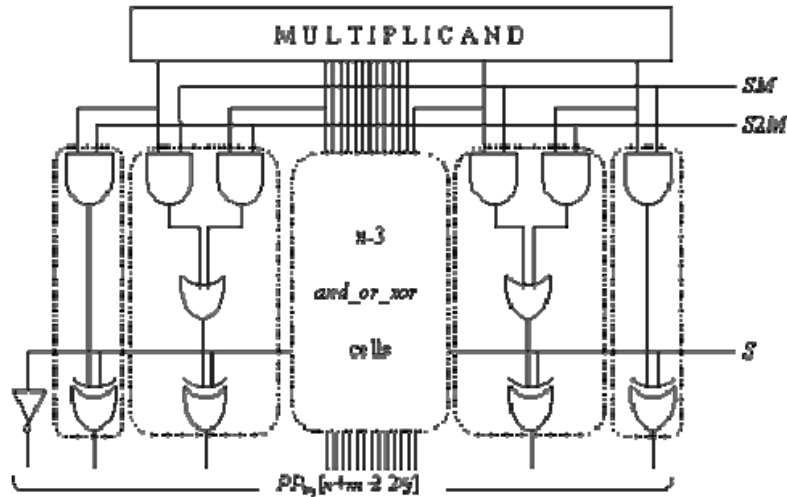 MULTIPLICAND
SM
S2M
n-3
and_or_xor
cells
S